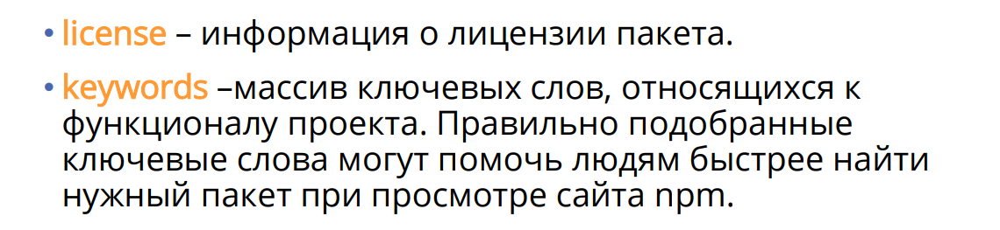 • license – информация о лицензии пакета.
• keywords –массив ключевых слов, относящихся к
функционалу проекта. Правильно подобранные
ключевые слова могут помочь людям быстрее найти
нужный пакет при просмотре сайта npm.